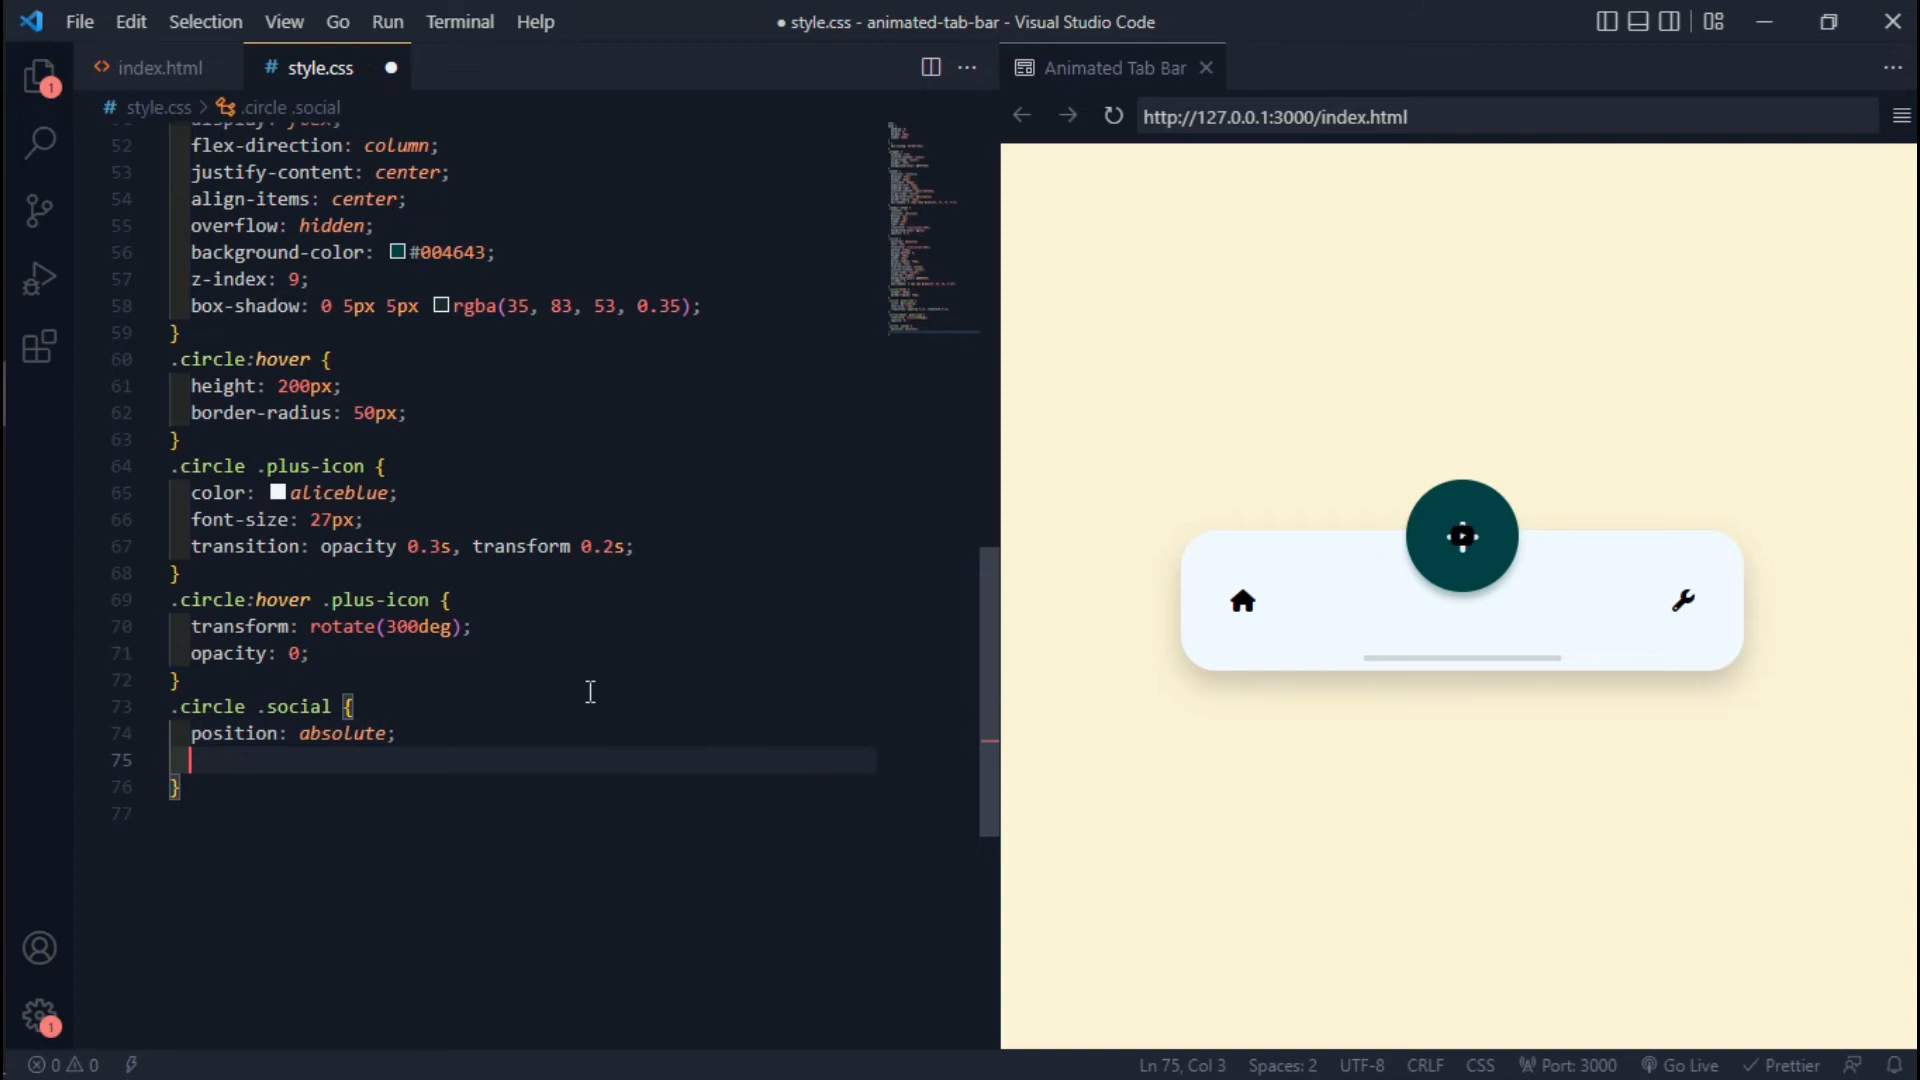 File Edit Selection View Go Run Terminal Help
● style.css - animated-tab-bar - Visual Studio Code
index.html
# style.css
Animated Tab Bar
# style.css > .circle .social
http://127.0.0.1:3000/index.html
52 flex-direction: column;
53 justify-content: center;
54 align-items: center;
55 overflow: hidden;
56 background-color: #004643;
57 z-index: 9;
58 box-shadow: 0 5px 5px rgba(35, 83, 53, 0.35);
59 }
60 .circle:hover {
61 height: 200px;
62 border-radius: 50px;
63 }
64 .circle .plus-icon {
65 color: aliceblue;
66 font-size: 27px;
67 transition: opacity 0.3s, transform 0.2s;
68 }
69 .circle:hover .plus-icon {
70 transform: rotate(300deg);
71 opacity: 0;
72 }
73 .circle .social {
74 position: absolute;
75
76 }
77
1
1
0 0
Ln 75, Col 3 Spaces: 2 UTF-8 CRLF CSS Port: 3000 Go Live Prettier